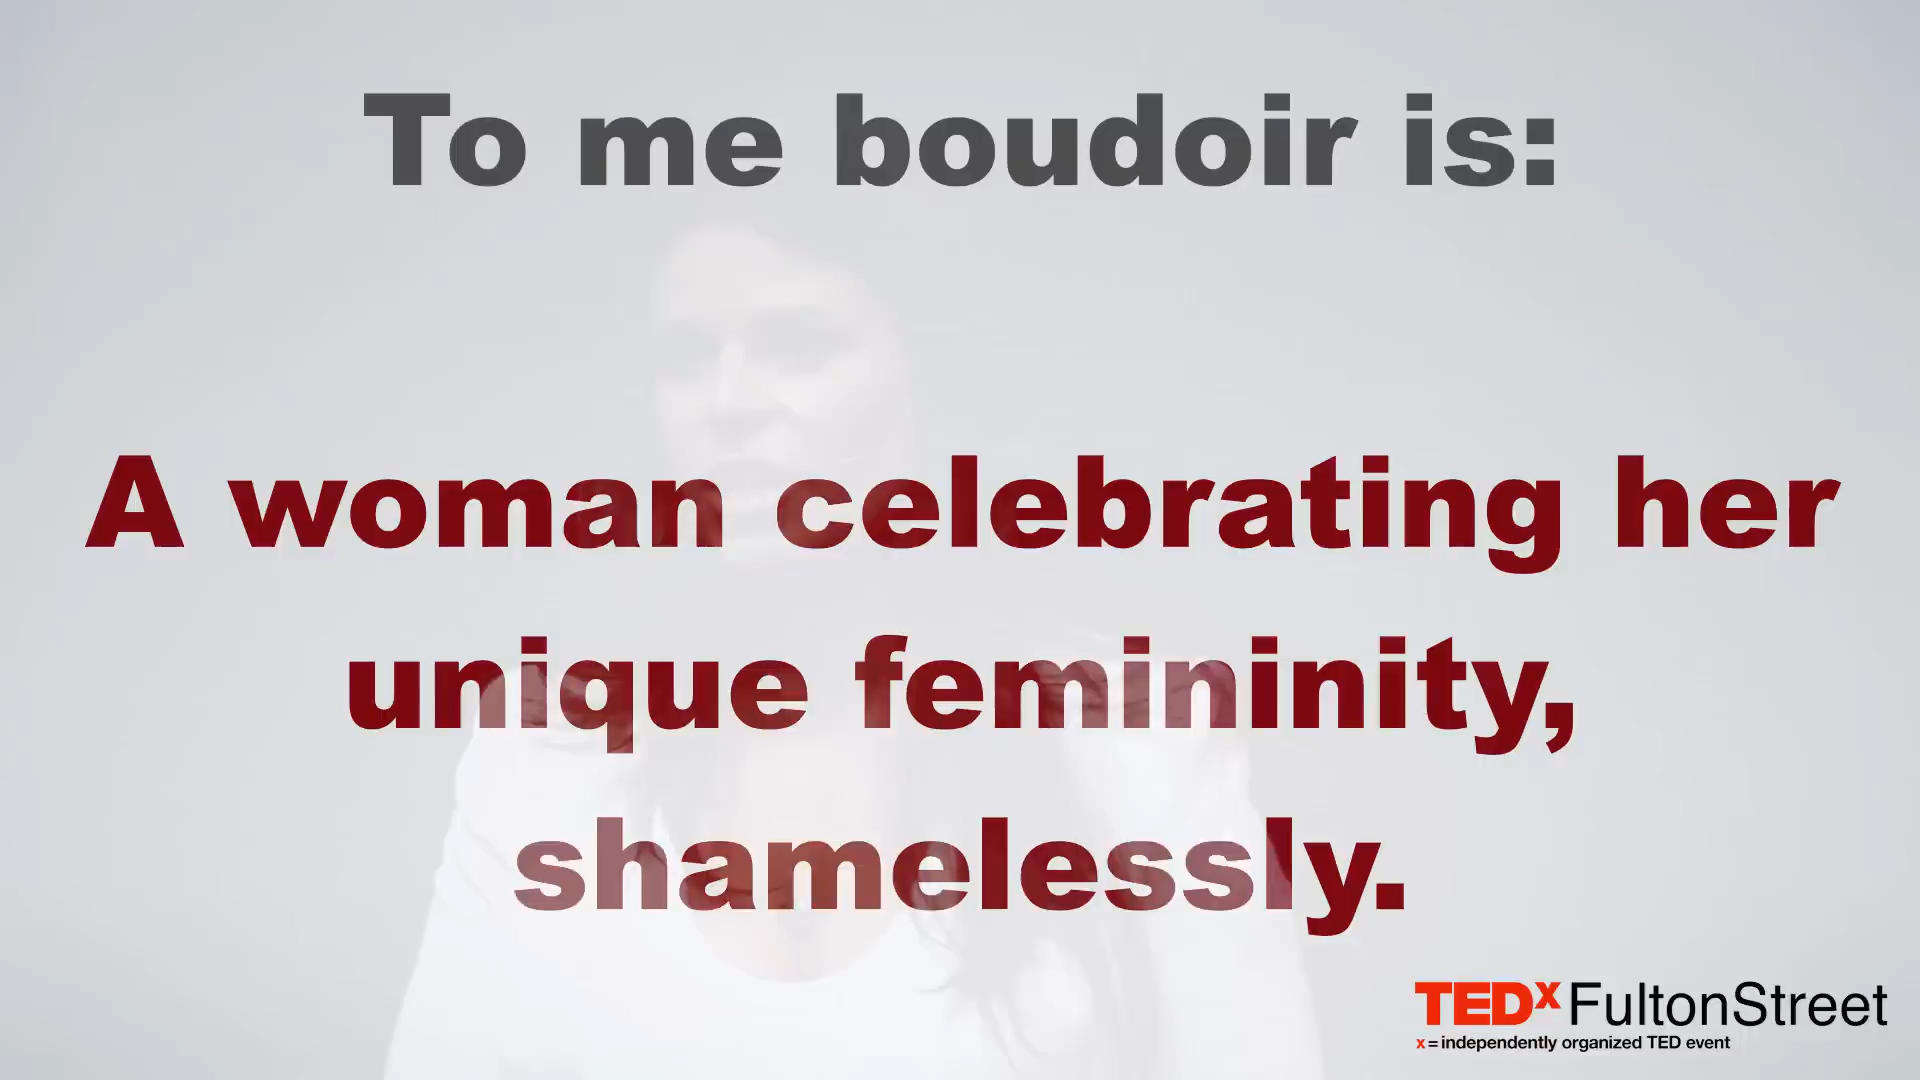 To me boudoir is:
A woman celebrating her
unique femininity,
shamelessly.
TEDxFultonStreet
x = independently organized TED event